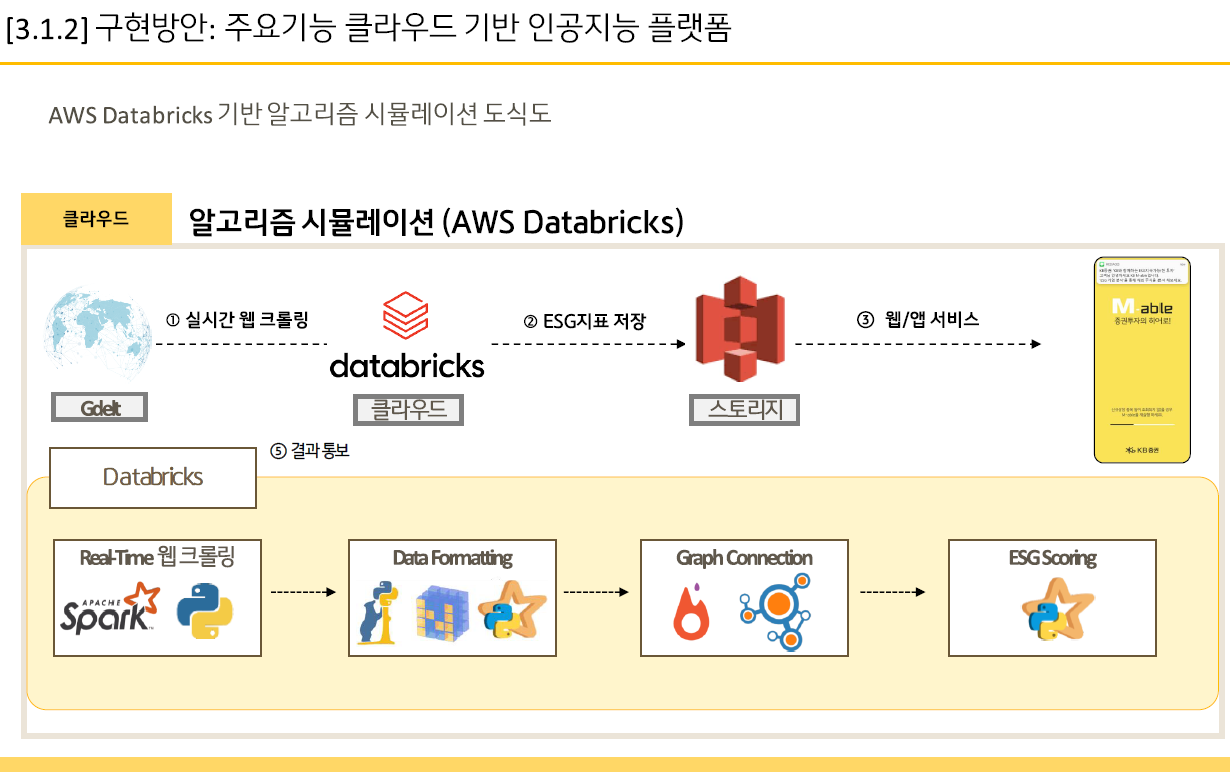 [3.1.2] 구현방안: 주요기능 클라우드 기반 인공지능 플랫폼
AWS Databricks 기반 알고리즘 시뮬레이션 도식도
클라우드
알고리즘 시뮬레이션 (AWS Databricks)
① 실시간 웹 크롤링
② ESG지표 저장
③ 웹/앱 서비스
databricks
Gdelt
클라우드
스토리지
M able
증권투자의 히어로!
KB증권
⑤ 결과 통보
Databricks
Real-Time 웹 크롤링
Data Formatting
Graph Connection
ESG Scoring
APACHE
Spark